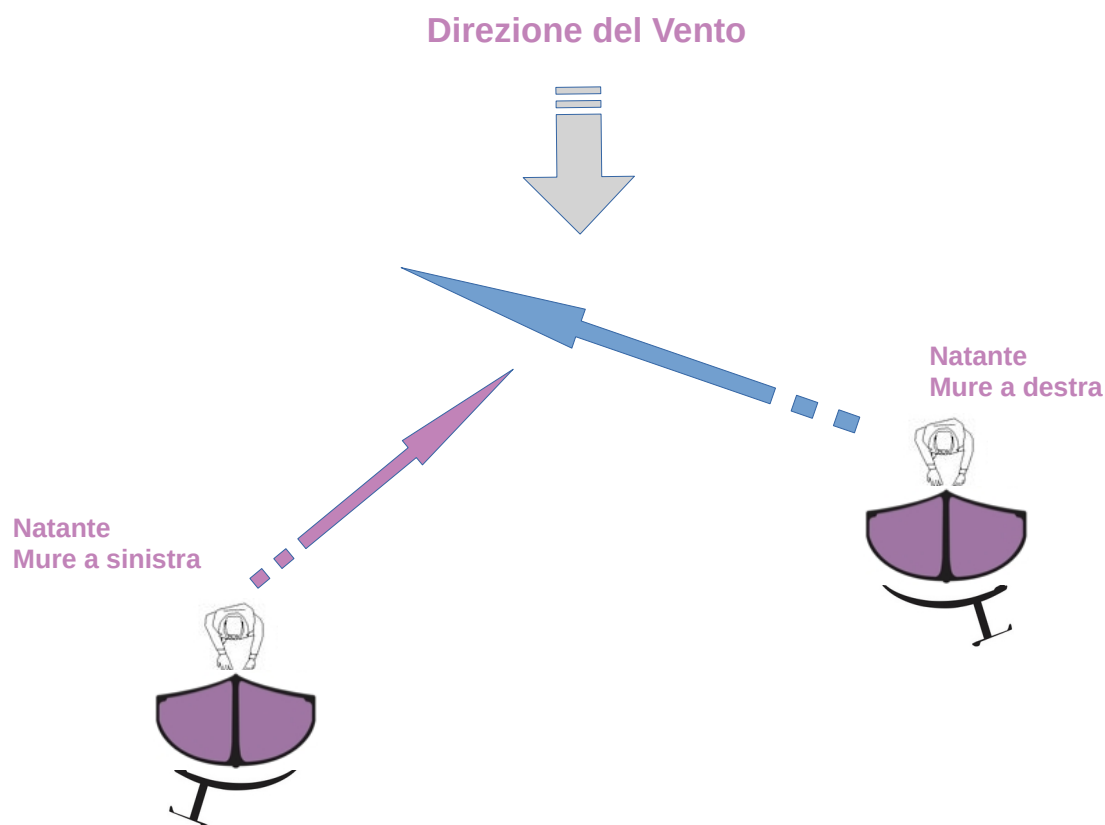 Direzione del Vento
Natante
Mure a destra
Natante
Mure a sinistra